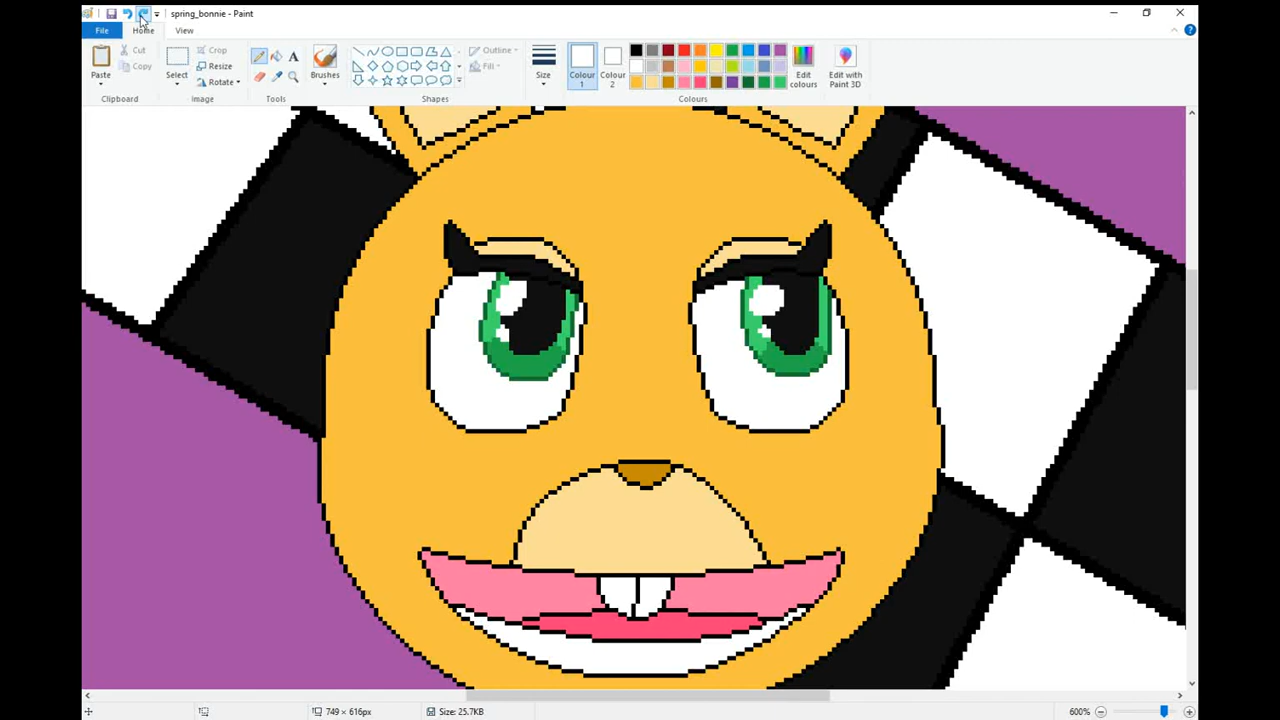 spring_bonnie - Paint
File Home View
Paste Cut Copy Select Crop Resize Rotate A Brushes Outline Fill Size Colour 1 Colour 2 Edit colours Edit with Paint 3D
Clipboard Image Tools Shapes Colours
749 × 616px Size: 25.7KB 600%